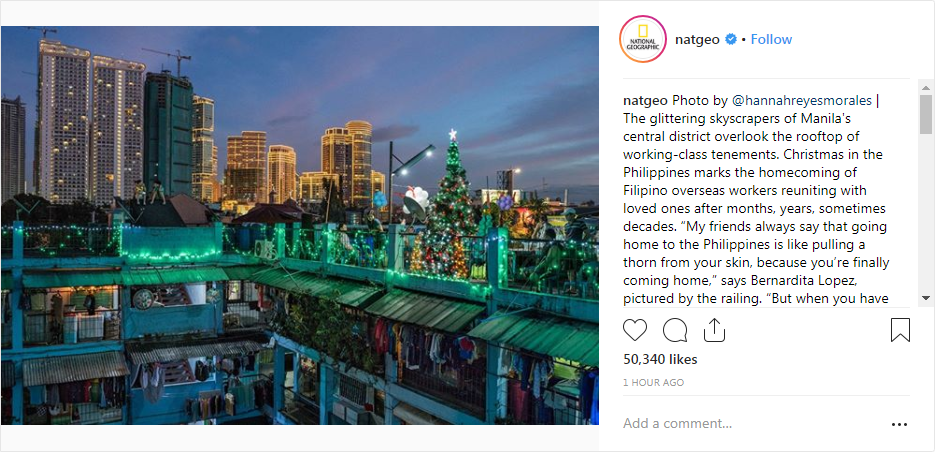 NATIONAL
GEOGRAPHIC
natgeo • Follow
natgeo Photo by @hannahreyesmorales |
The glittering skyscrapers of Manila's
central district overlook the rooftop of
working-class tenements. Christmas in the
Philippines marks the homecoming of
Filipino overseas workers reuniting with
loved ones after months, years, sometimes
decades. “My friends always say that going
home to the Philippines is like pulling a
thorn from your skin, because you’re finally
coming home,” says Bernardita Lopez,
pictured by the railing. “But when you have
50,340 likes
1 HOUR AGO
Add a comment...